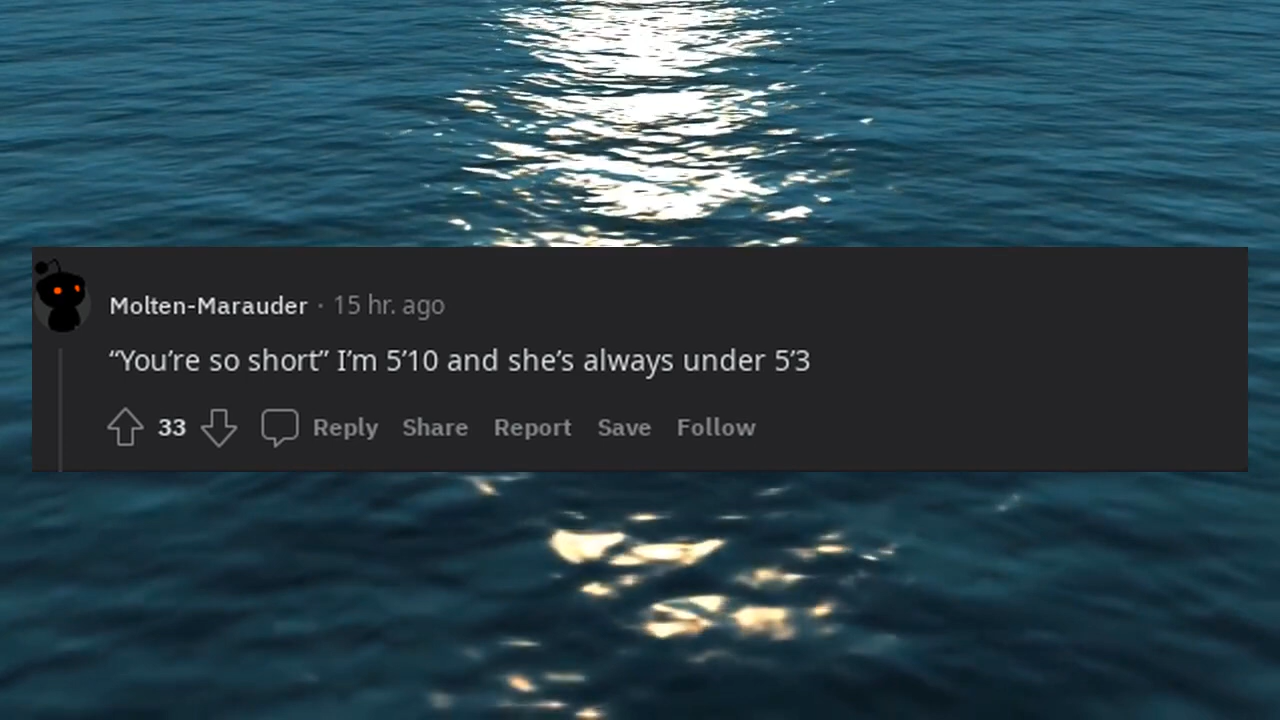 Molten-Marauder · 15 hr. ago
“You’re so short” I’m 5’10 and she’s always under 5’3
33 Reply Share Report Save Follow